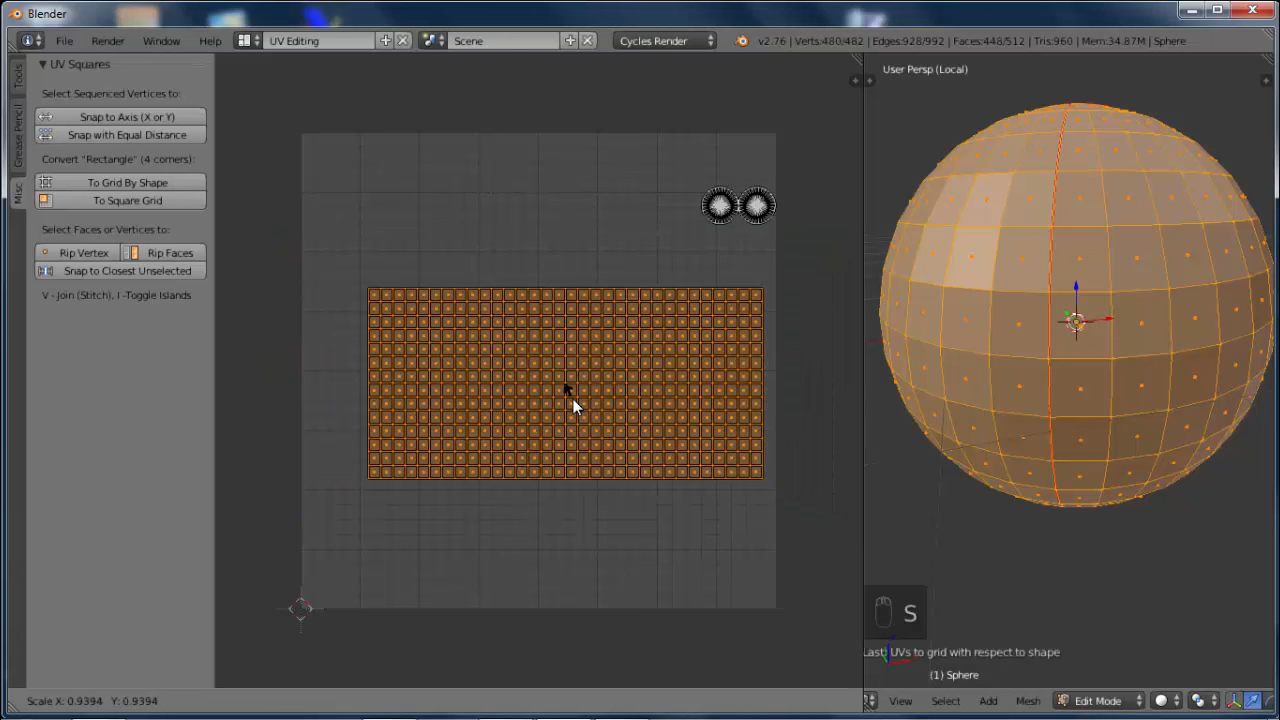 Blender
File Render Window Help UV Editing Scene Cycles Render v2.76 | Verts:480/482 | Edges:928/992 | Faces:448/512 | Tris:960 | Mem:34.87M | Sphere
UV Squares
Select Sequenced Vertices to:
Snap to Axis (X or Y)
Snap with Equal Distance
Convert "Rectangle" (4 corners):
To Grid By Shape
To Square Grid
Select Faces or Vertices to:
Rip Vertex Rip Faces
Snap to Closest Unselected
V - Join (Stitch), I -Toggle Islands
Tools
Grease Pencil
Misc
User Persp (Local)
S
Last: UVs to grid with respect to shape
(1) Sphere
Scale X: 0.9394 Y: 0.9394
View Select Add Mesh Edit Mode